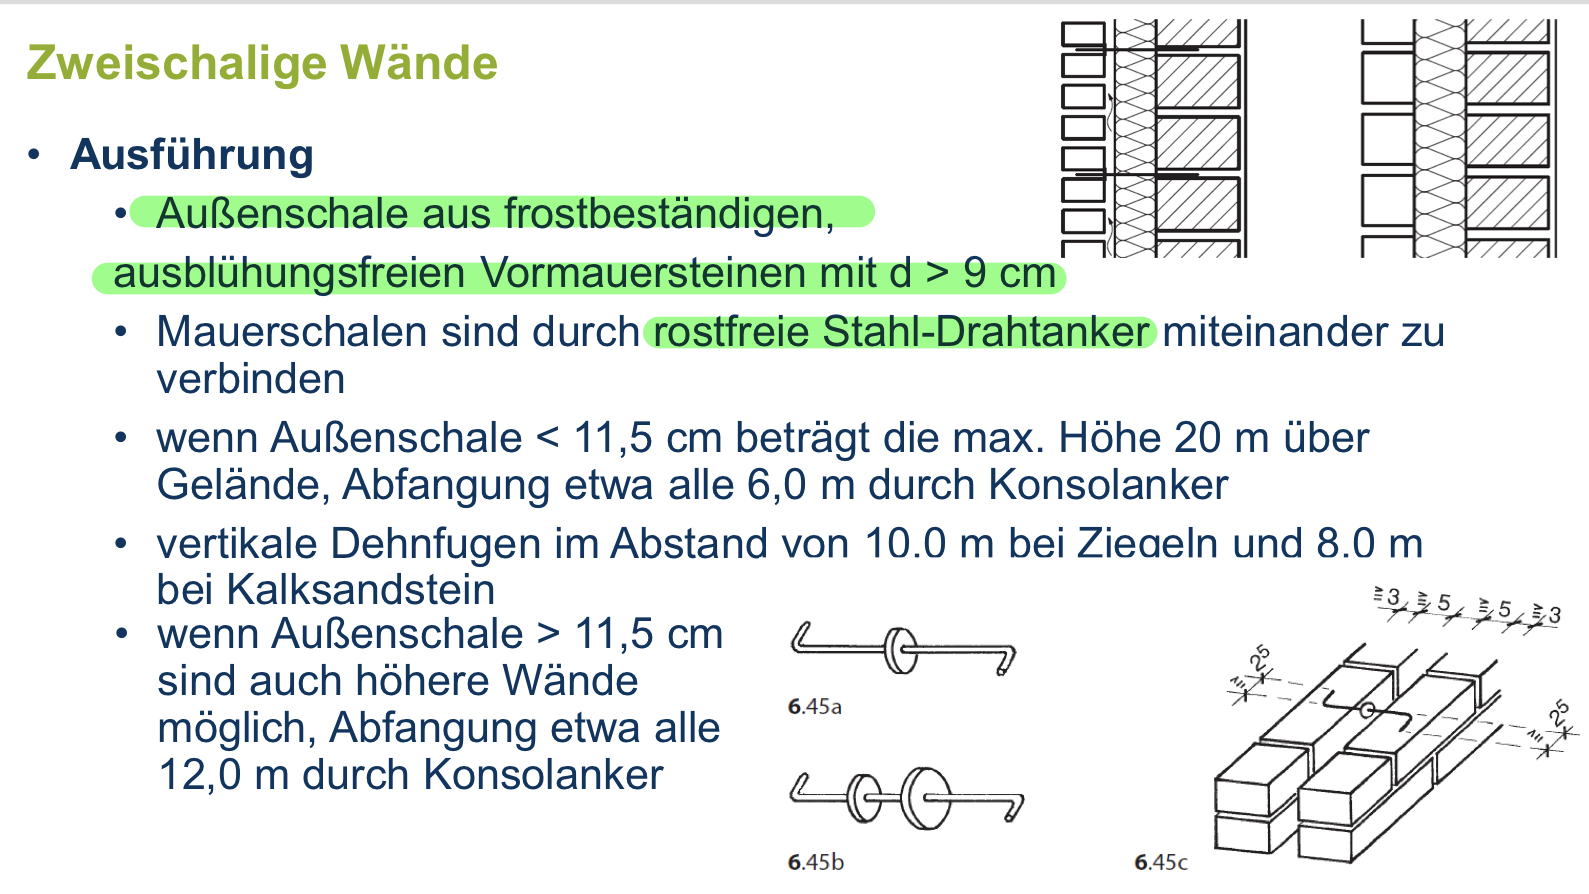 Zweischalige Wände
• Ausführung
• Außenschale aus frostbeständigen,
ausblühungsfreien Vormauersteinen mit d > 9 cm
• Mauerschalen sind durch rostfreie Stahl-Drahtanker miteinander zu
verbinden
• wenn Außenschale < 11,5 cm beträgt die max. Höhe 20 m über
Gelände, Abfangung etwa alle 6,0 m durch Konsolanker
• vertikale Dehnfugen im Abstand von 10.0 m bei Ziegeln und 8.0 m
bei Kalksandstein
• wenn Außenschale > 11,5 cm
sind auch höhere Wände
möglich, Abfangung etwa alle
12,0 m durch Konsolanker
6.45a
6.45b
6.45c
≧3 ≧5 ≧5 ≧3
≧25
≧25